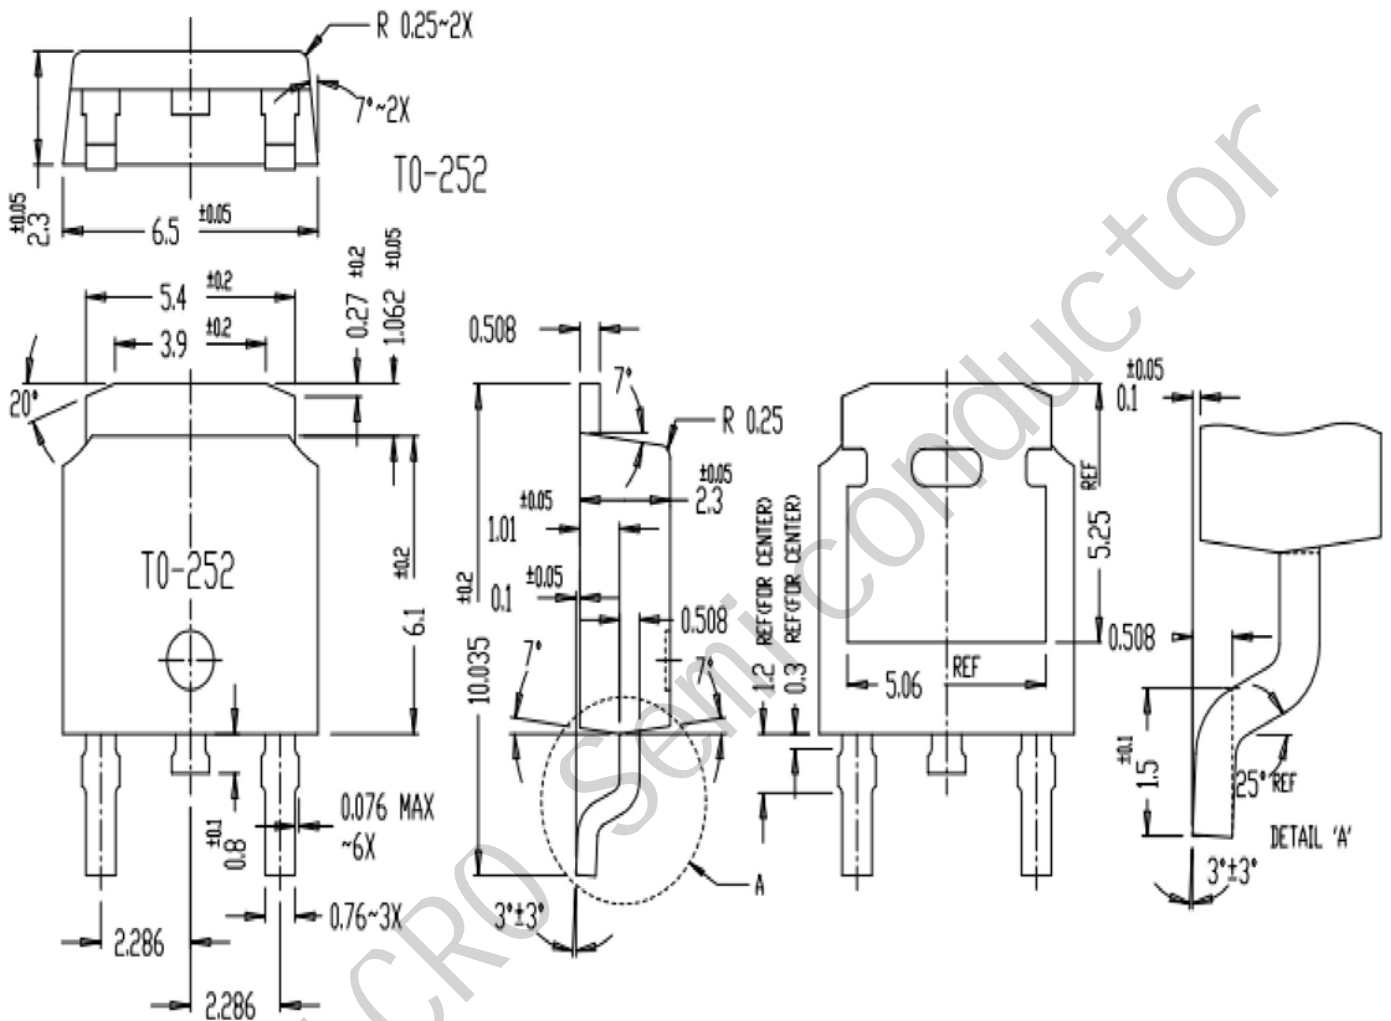 R 0.25~2X
7°~2X
TO-252
±0.05
2.3
6.5 ±0.05
5.4 ±0.2
3.9 ±0.2
0.27 ±0.2
1.062 ±0.05
20°
TO-252
6.1 ±0.2
0.8 ±0.1
0.076 MAX
~6X
0.76~3X
2.286
2.286
0.508
7°
R 0.25
±0.05
2.3
±0.05
1.01
±0.05
0.1
0.508
10.035 ±0.2
7°
7°
A
3°±3°
1.2 REF(FOR CENTER)
0.3 REF(FOR CENTER)
5.25 REF
5.06 REF
±0.05
0.1
0.508
1.5 ±0.1
25° REF
DETAIL 'A'
3°±3°
CRO Semi conductor